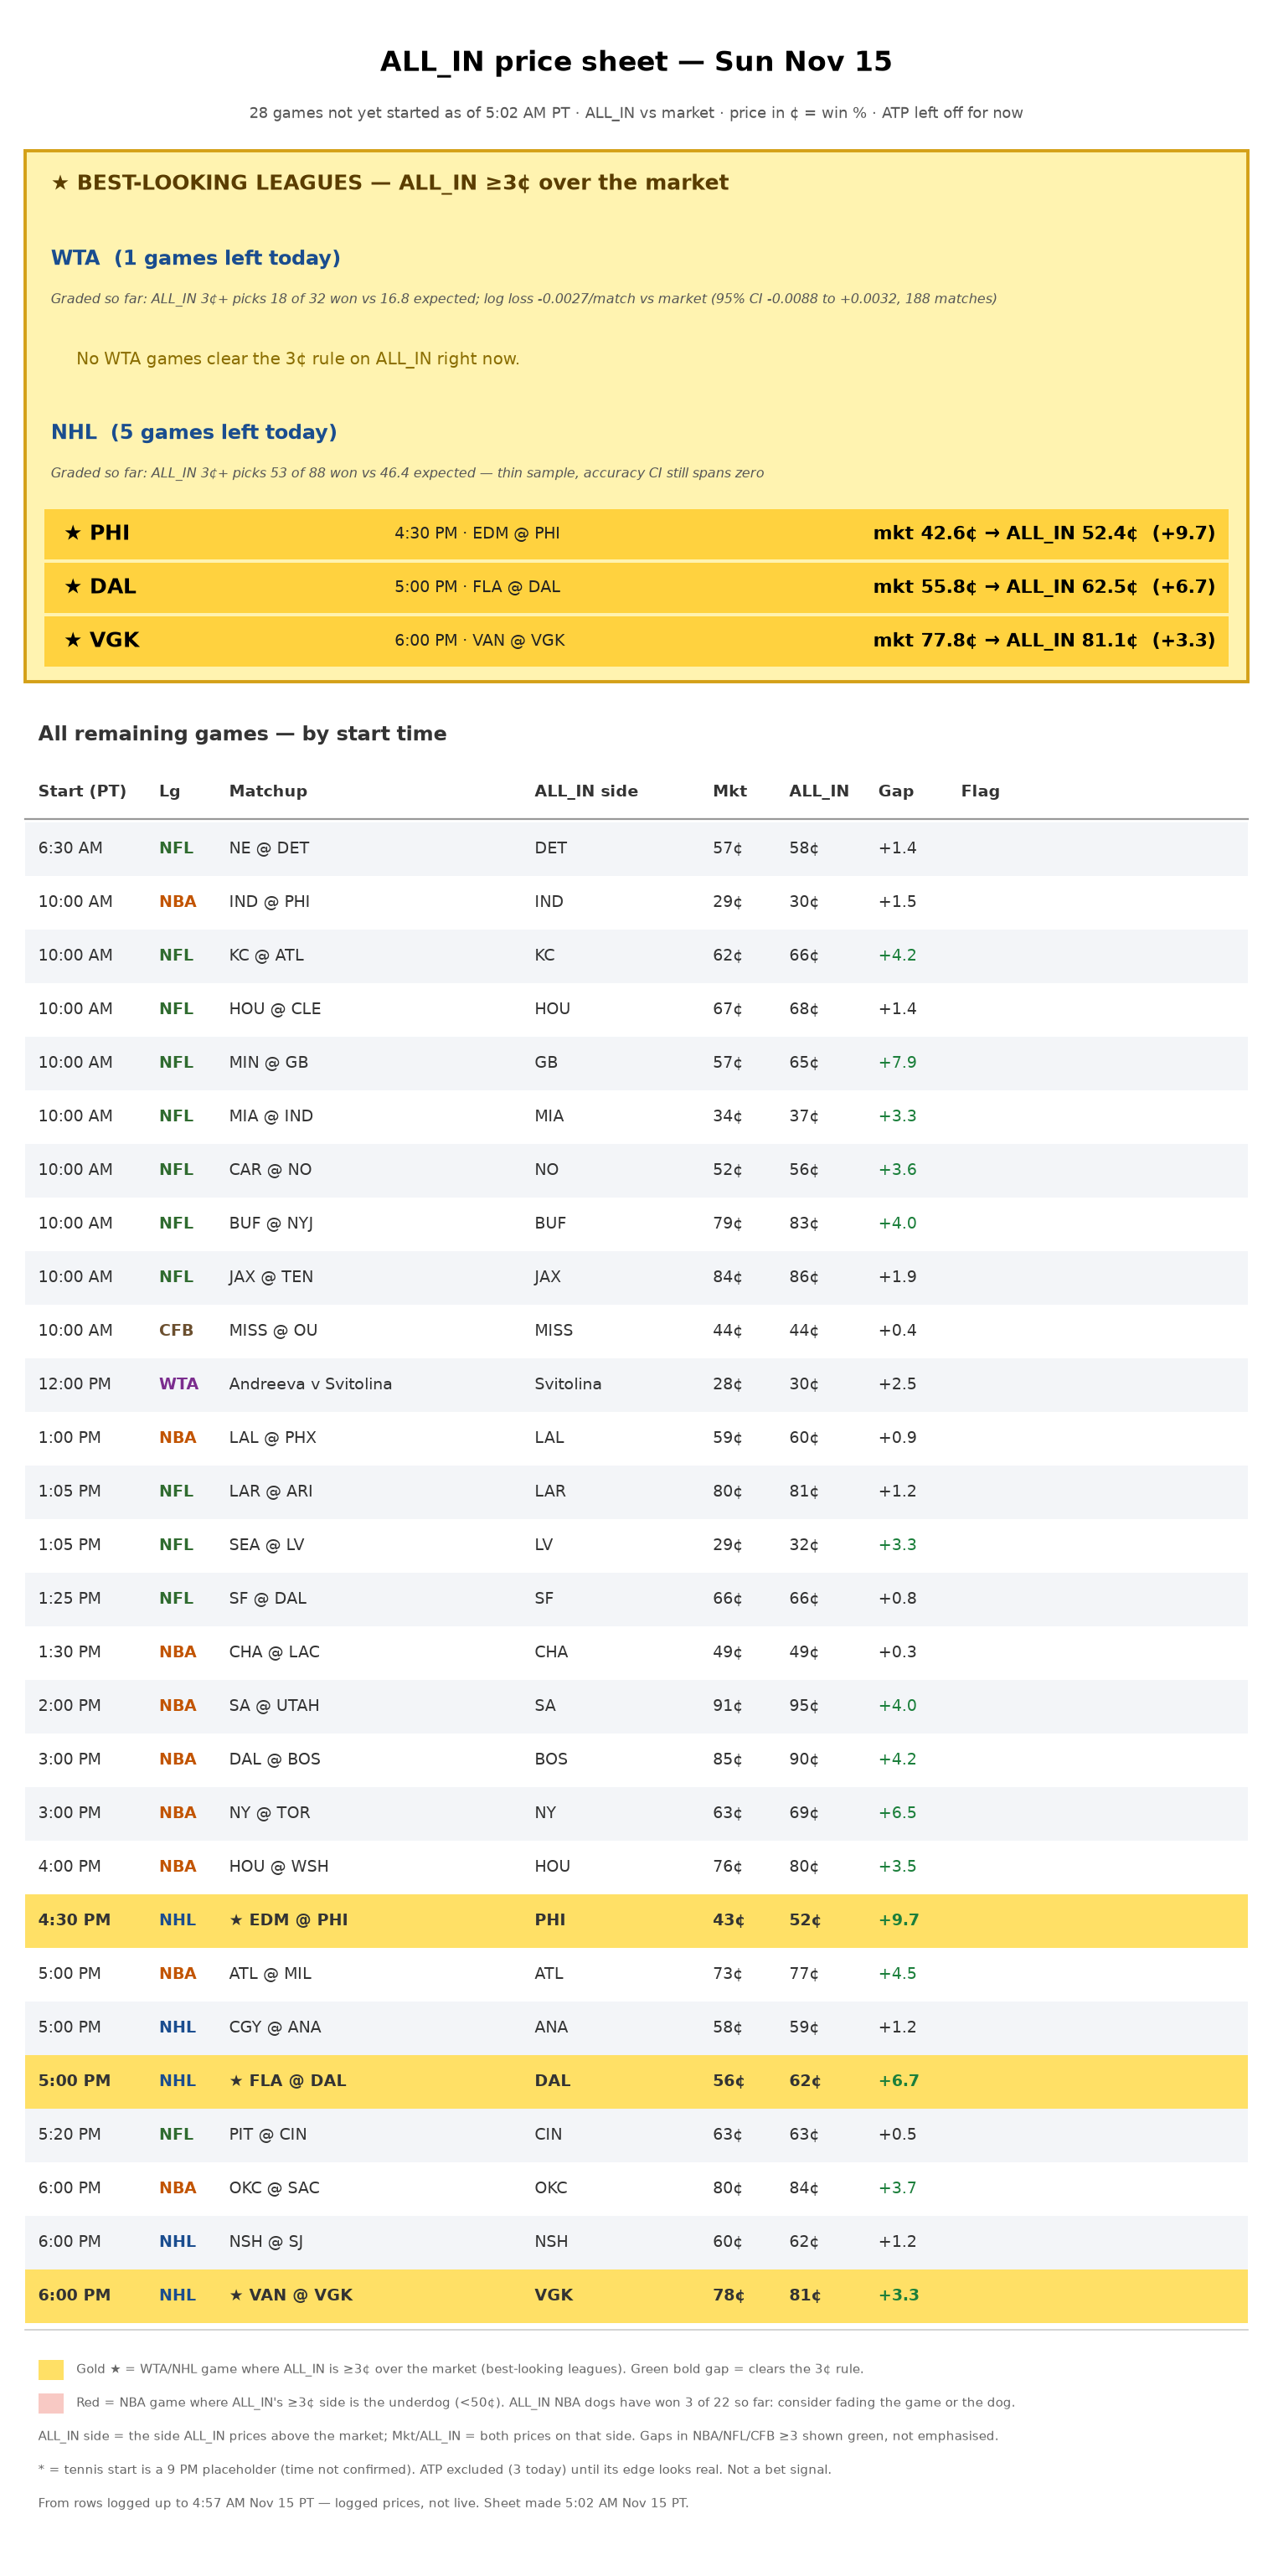 ALL_IN price sheet — Sun Nov 15
28 games not yet started as of 5:02 AM PT · ALL_IN vs market · price in ¢ = win % · ATP left off for now
★ BEST-LOOKING LEAGUES — ALL_IN ≥3¢ over the market
WTA (1 games left today)
Graded so far: ALL_IN 3¢+ picks 18 of 32 won vs 16.8 expected; log loss -0.0027/match vs market (95% CI -0.0088 to +0.0032, 188 matches)
No WTA games clear the 3¢ rule on ALL_IN right now.
NHL (5 games left today)
Graded so far: ALL_IN 3¢+ picks 53 of 88 won vs 46.4 expected — thin sample, accuracy CI still spans zero
★ PHI 4:30 PM · EDM @ PHI mkt 42.6¢ → ALL_IN 52.4¢ (+9.7)
★ DAL 5:00 PM · FLA @ DAL mkt 55.8¢ → ALL_IN 62.5¢ (+6.7)
★ VGK 6:00 PM · VAN @ VGK mkt 77.8¢ → ALL_IN 81.1¢ (+3.3)
All remaining games — by start time
Start (PT) Lg Matchup ALL_IN side Mkt ALL_IN Gap Flag
6:30 AM NFL NE @ DET DET 57¢ 58¢ +1.4
10:00 AM NBA IND @ PHI IND 29¢ 30¢ +1.5
10:00 AM NFL KC @ ATL KC 62¢ 66¢ +4.2
10:00 AM NFL HOU @ CLE HOU 67¢ 68¢ +1.4
10:00 AM NFL MIN @ GB GB 57¢ 65¢ +7.9
10:00 AM NFL MIA @ IND MIA 34¢ 37¢ +3.3
10:00 AM NFL CAR @ NO NO 52¢ 56¢ +3.6
10:00 AM NFL BUF @ NYJ BUF 79¢ 83¢ +4.0
10:00 AM NFL JAX @ TEN JAX 84¢ 86¢ +1.9
10:00 AM CFB MISS @ OU MISS 44¢ 44¢ +0.4
12:00 PM WTA Andreeva v Svitolina Svitolina 28¢ 30¢ +2.5
1:00 PM NBA LAL @ PHX LAL 59¢ 60¢ +0.9
1:05 PM NFL LAR @ ARI LAR 80¢ 81¢ +1.2
1:05 PM NFL SEA @ LV LV 29¢ 32¢ +3.3
1:25 PM NFL SF @ DAL SF 66¢ 66¢ +0.8
1:30 PM NBA CHA @ LAC CHA 49¢ 49¢ +0.3
2:00 PM NBA SA @ UTAH SA 91¢ 95¢ +4.0
3:00 PM NBA DAL @ BOS BOS 85¢ 90¢ +4.2
3:00 PM NBA NY @ TOR NY 63¢ 69¢ +6.5
4:00 PM NBA HOU @ WSH HOU 76¢ 80¢ +3.5
4:30 PM NHL ★ EDM @ PHI PHI 43¢ 52¢ +9.7
5:00 PM NBA ATL @ MIL ATL 73¢ 77¢ +4.5
5:00 PM NHL CGY @ ANA ANA 58¢ 59¢ +1.2
5:00 PM NHL ★ FLA @ DAL DAL 56¢ 62¢ +6.7
5:20 PM NFL PIT @ CIN CIN 63¢ 63¢ +0.5
6:00 PM NBA OKC @ SAC OKC 80¢ 84¢ +3.7
6:00 PM NHL NSH @ SJ NSH 60¢ 62¢ +1.2
6:00 PM NHL ★ VAN @ VGK VGK 78¢ 81¢ +3.3
Gold ★ = WTA/NHL game where ALL_IN is ≥3¢ over the market (best-looking leagues). Green bold gap = clears the 3¢ rule.
Red = NBA game where ALL_IN's ≥3¢ side is the underdog (<50¢). ALL_IN NBA dogs have won 3 of 22 so far: consider fading the game or the dog.
ALL_IN side = the side ALL_IN prices above the market; Mkt/ALL_IN = both prices on that side. Gaps in NBA/NFL/CFB ≥3 shown green, not emphasised.
* = tennis start is a 9 PM placeholder (time not confirmed). ATP excluded (3 today) until its edge looks real. Not a bet signal.
From rows logged up to 4:57 AM Nov 15 PT — logged prices, not live. Sheet made 5:02 AM Nov 15 PT.